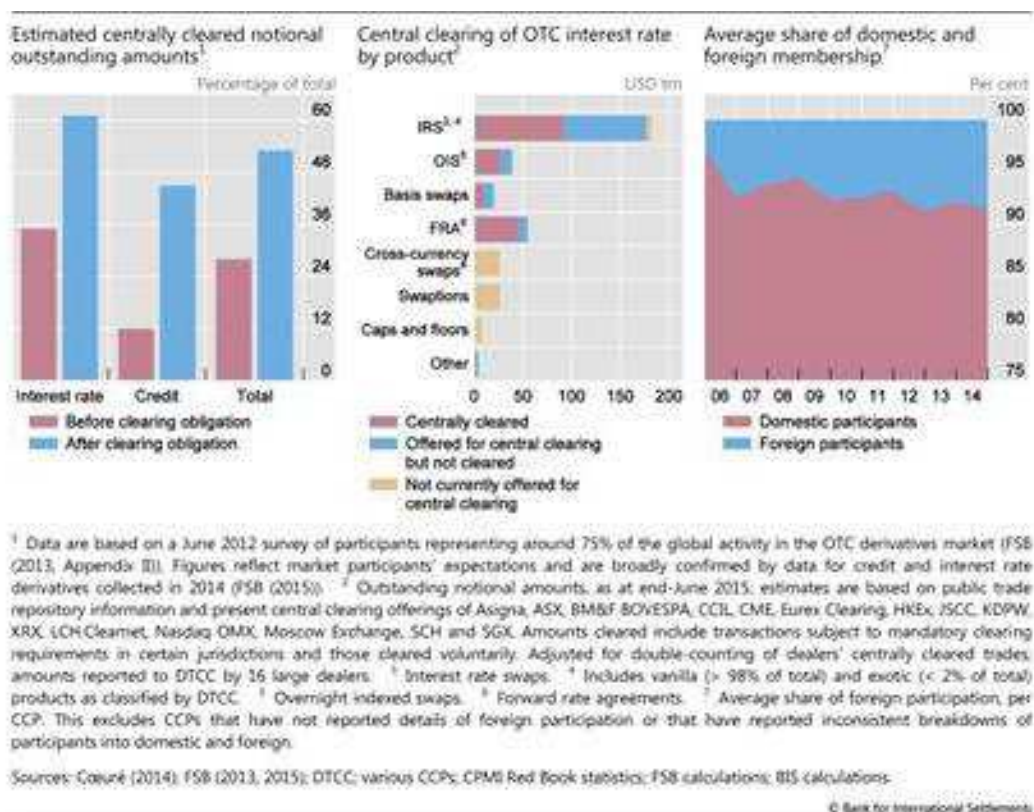 Estimated centrally cleared notional
outstanding amounts¹
Percentage of total
60
48
36
24
12
0
Interest rate Credit Total
Before clearing obligation
After clearing obligation
Central clearing of OTC interest rate
by product²
USD trn
IRS³,⁴
OIS⁵
Basis swaps
FRA⁶
Cross-currency
swaps
Swaptions
Caps and floors
Other
0 50 100 150 200
Centrally cleared
Offered for central clearing
but not cleared
Not currently offered for
central clearing
Average share of domestic and
foreign membership⁷
Per cent
100
95
90
85
80
75
06 07 08 09 10 11 12 13 14
Domestic participants
Foreign participants
¹ Data are based on a June 2012 survey of participants representing around 75% of the global activity in the OTC derivatives market (FSB
(2013, Appendix II)). Figures reflect market participants' expectations and are broadly confirmed by data for credit and interest rate
derivatives collected in 2014 (FSB (2015)). ² Outstanding notional amounts, as at end-June 2015; estimates are based on public trade
repository information and present central clearing offerings of Asigna, ASX, BM&F BOVESPA, CCIL, CME, Eurex Clearing, HKEx, JSCC, KDPW,
XRX, LCH.Clearnet, Nasdaq OMX, Moscow Exchange, SCH and SGX. Amounts cleared include transactions subject to mandatory clearing
requirements in certain jurisdictions and those cleared voluntarily. Adjusted for double-counting of dealers' centrally cleared trades
amounts reported to DTCC by 16 large dealers. ³ Interest rate swaps. ⁴ Includes vanilla (> 98% of total) and exotic (< 2% of total)
products as classified by DTCC. ⁵ Overnight indexed swaps. ⁶ Forward rate agreements. ⁷ Average share of foreign participation, per
CCP. This excludes CCPs that have not reported details of foreign participation or that have reported inconsistent breakdowns of
participants into domestic and foreign.
Sources: Cœuré (2014); FSB (2013, 2015); DTCC; various CCPs; CPMI Red Book statistics; FSB calculations; BIS calculations.
© Bank for International Settlements